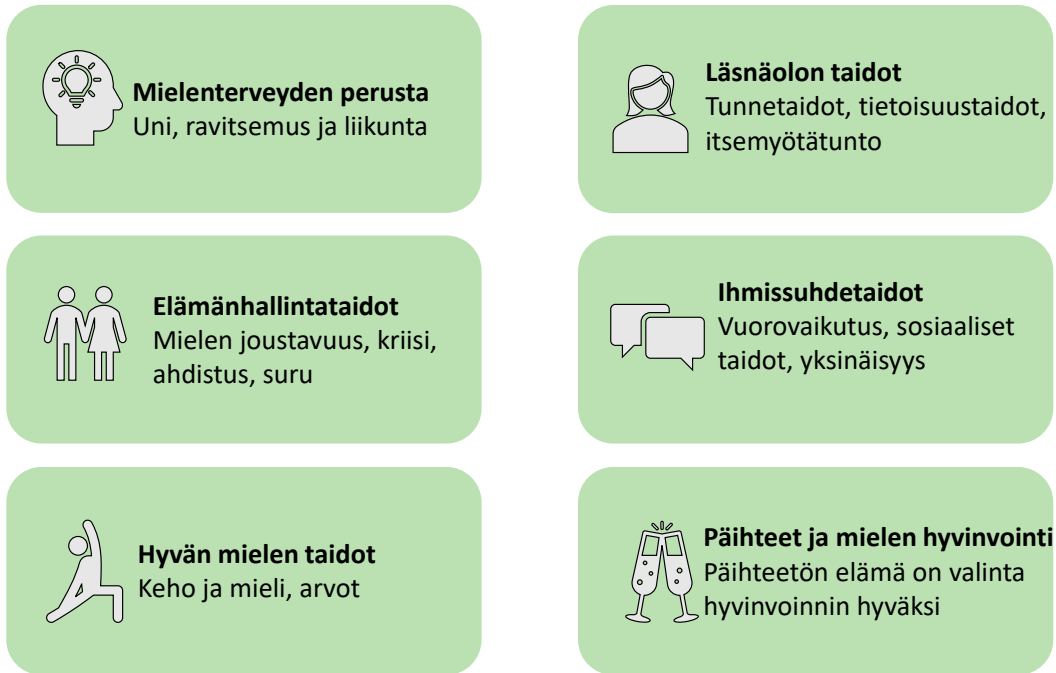 Mielenterveyden perusta
Uni, ravitsemus ja liikunta
Läsnäolon taidot
Tunnetaidot, tietoisuustaidot,
itsemyötätunto
Elämänhallintataidot
Mielen joustavuus, kriisi,
ahdistus, suru
Ihmissuhdetaidot
Vuorovaikutus, sosiaaliset
taidot, yksinäisyys
Hyvän mielen taidot
Keho ja mieli, arvot
Päihteet ja mielen hyvinvointi
Päihteetön elämä on valinta
hyvinvoinnin hyväksi